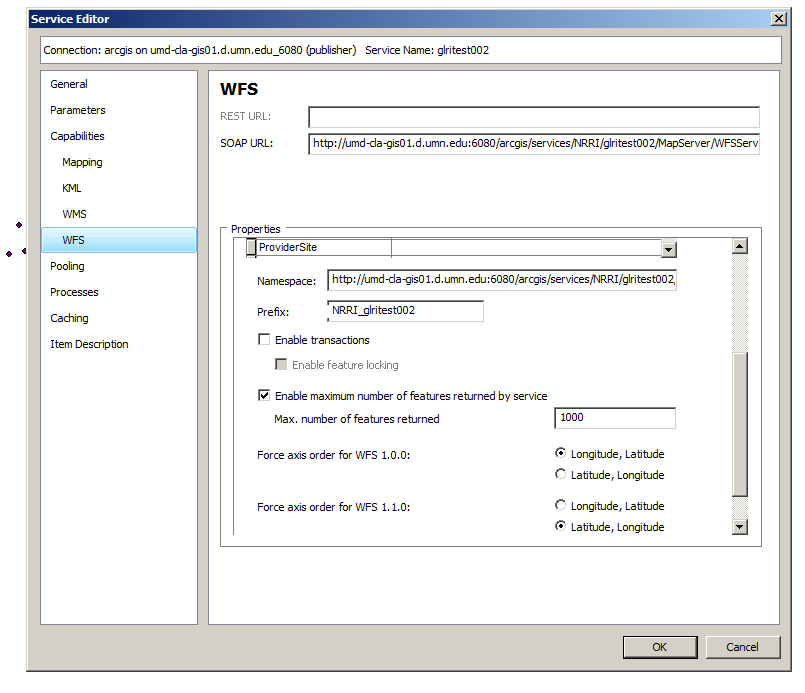 Service Editor
Connection: arcgis on umd-cla-gis01.d.umn.edu_6080 (publisher) Service Name: glritest002
General
Parameters
Capabilities
Mapping
KML
WMS
WFS
Pooling
Processes
Caching
Item Description
WFS
REST URL:
SOAP URL: http://umd-cla-gis01.d.umn.edu:6080/arcgis/services/NRRI/glritest002/MapServer/WFSServ
Properties
ProviderSite
Namespace: http://umd-cla-gis01.d.umn.edu:6080/arcgis/services/NRRI/glritest002
Prefix: NRRI_glritest002
Enable transactions
Enable feature locking
Enable maximum number of features returned by service
Max. number of features returned 1000
Force axis order for WFS 1.0.0: Longitude, Latitude
Latitude, Longitude
Force axis order for WFS 1.1.0: Longitude, Latitude
Latitude, Longitude
OK Cancel